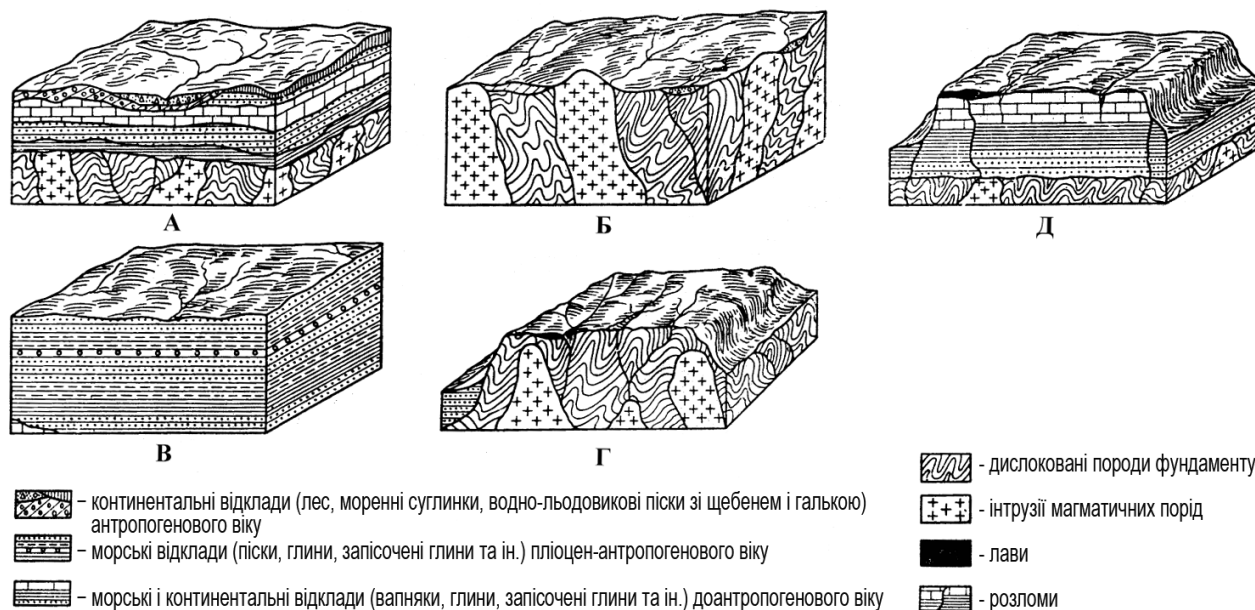 А
Б
Д
В
Г
– континентальні відклади (лес, моренні суглинки, водно-льодовикові піски зі щебенем і галькою)
антропогенового віку
– морські відклади (піски, глини, запісочені глини та ін.) пліоцен-антропогенового віку
– морські і континентальні відклади (вапняки, глини, запісочені глини та ін.) доантропогенового віку
- дислоковані породи фундаменту
- інтрузії магматичних порід
- лави
- розломи